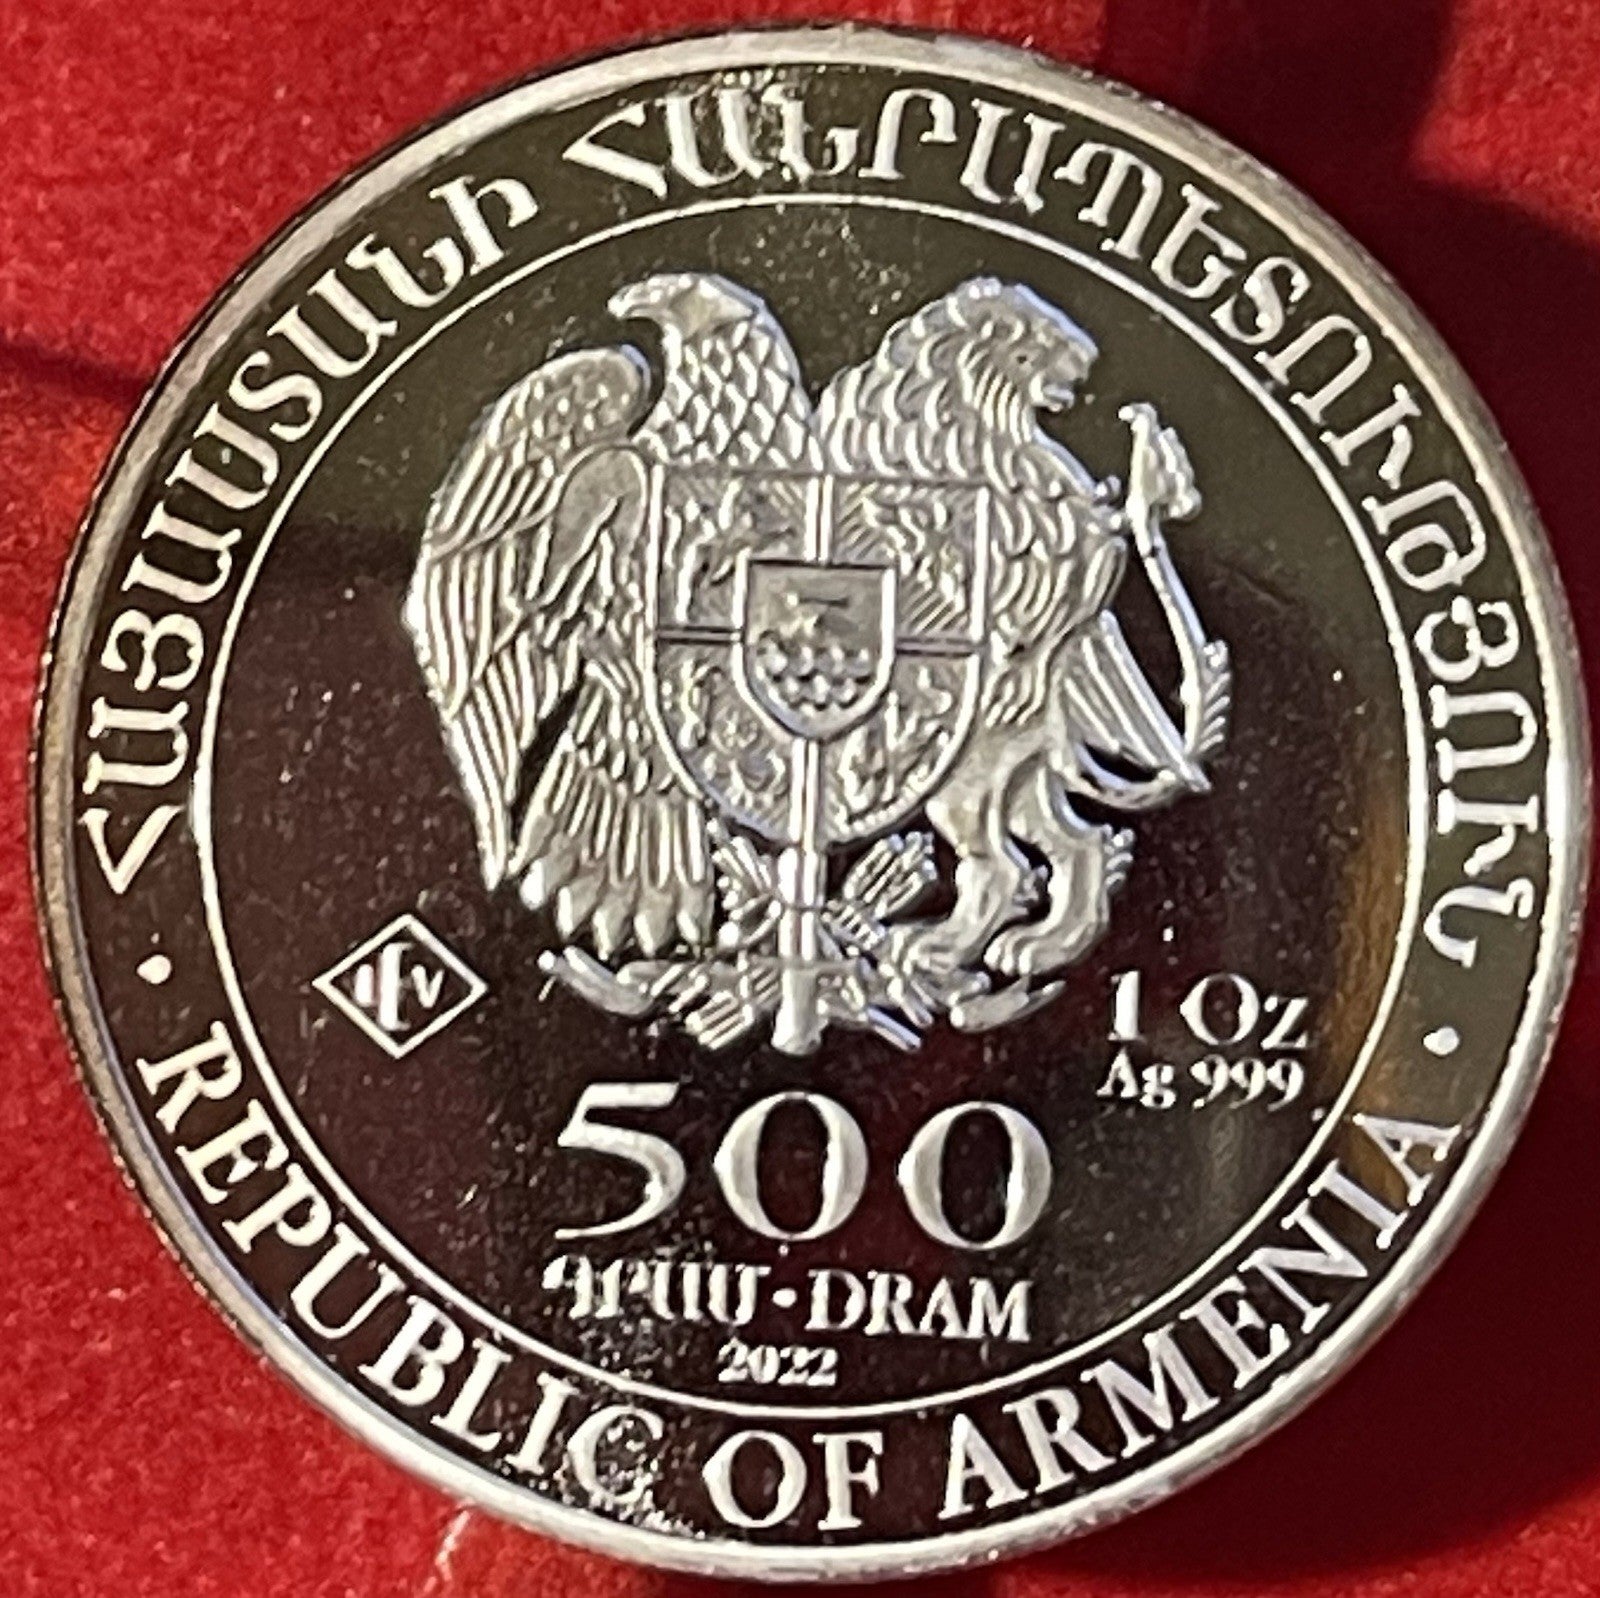 ՀԱՅԱՍՏԱՆԻ ՀԱՆՐԱՊԵՏՈՒԹՅՈՒՆ
1 Oz
Ag 999
500
ԴՐԱՄ · DRAM
2022
· REPUBLIC OF ARMENIA ·